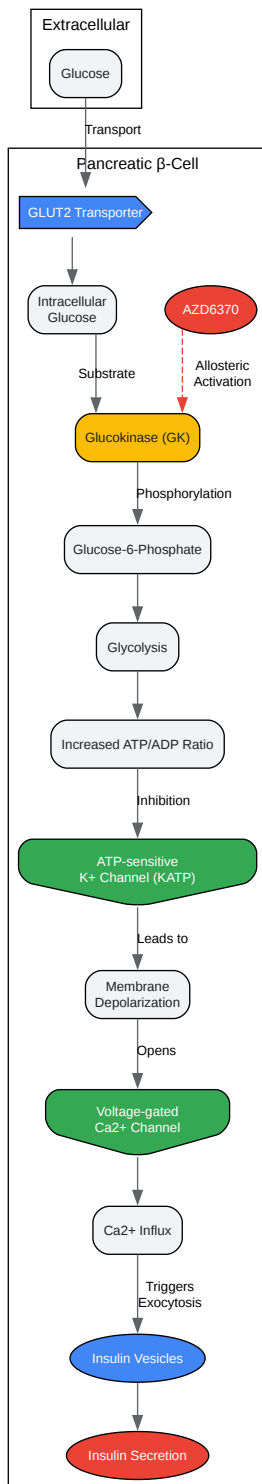 Extracellular
Glucose
Transport
Pancreatic β-Cell
GLUT2 Transporter
Intracellular
Glucose
AZD6370
Substrate
Allosteric
Activation
Glucokinase (GK)
Phosphorylation
Glucose-6-Phosphate
Glycolysis
Increased ATP/ADP Ratio
Inhibition
ATP-sensitive
K+ Channel (KATP)
Leads to
Membrane
Depolarization
Opens
Voltage-gated
Ca2+ Channel
Ca2+ Influx
Triggers
Exocytosis
Insulin Vesicles
Insulin Secretion